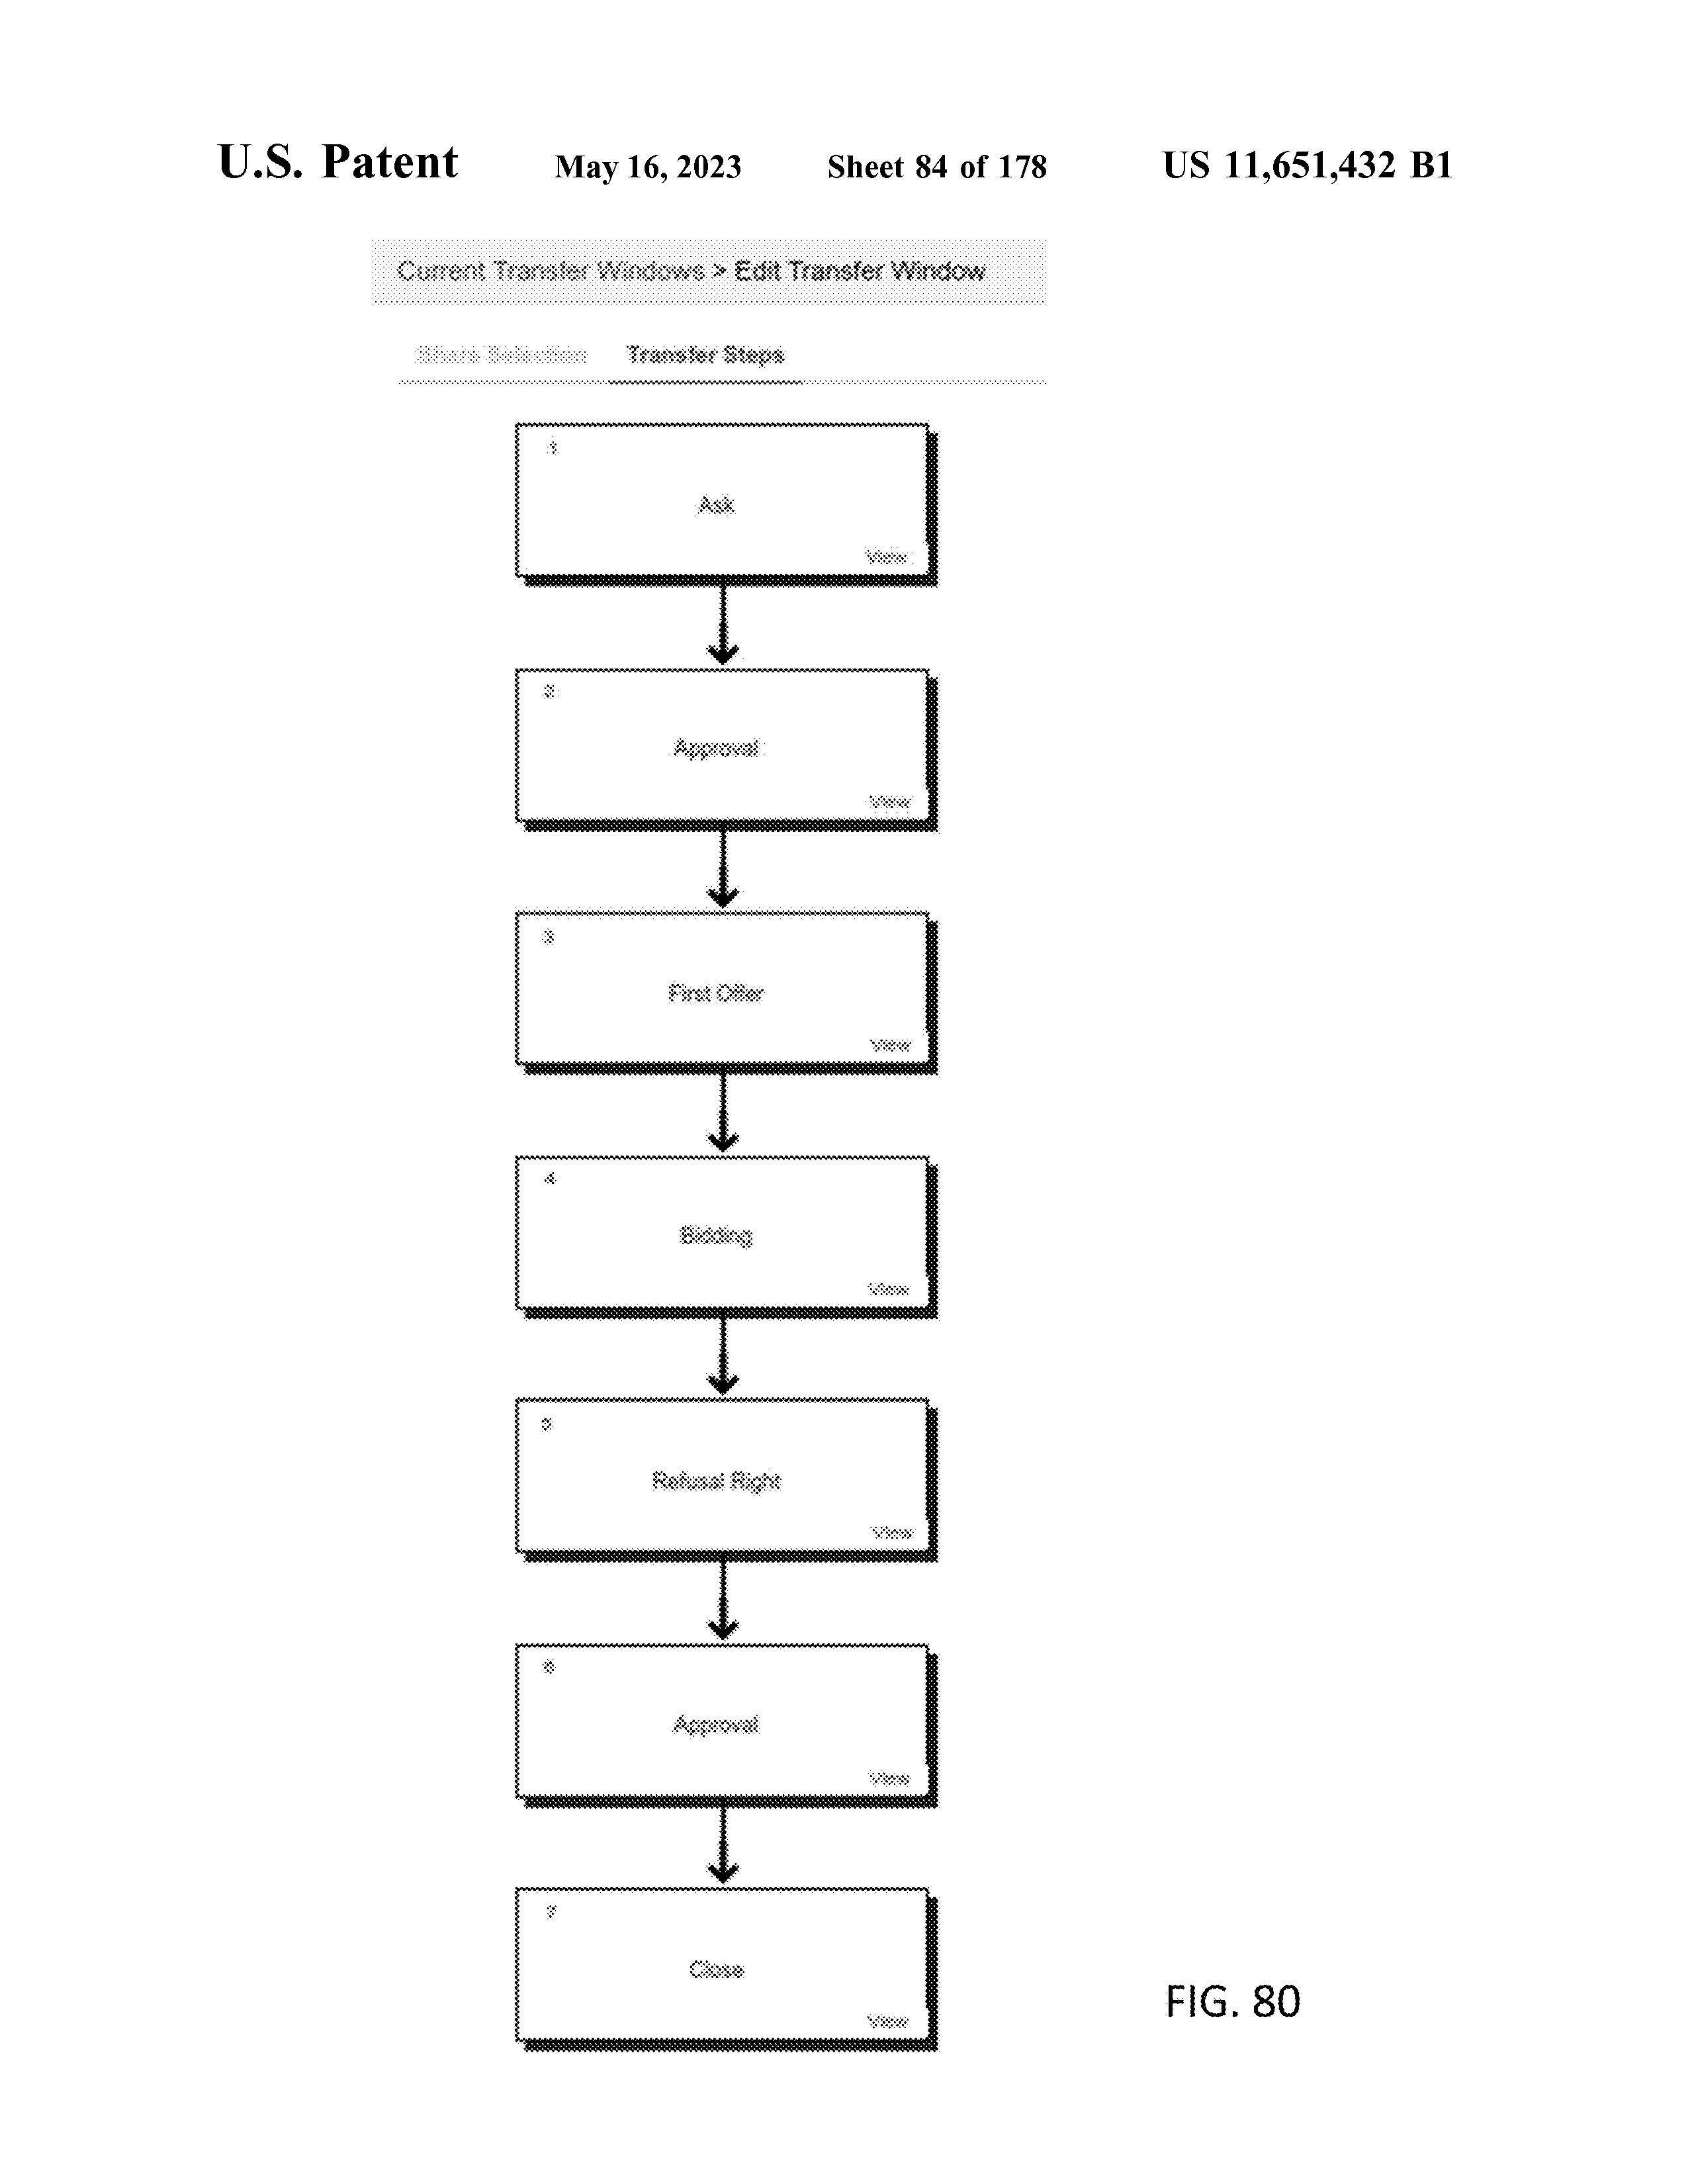 U.S. Patent May 16, 2023 Sheet 84 of 178 US 11,651,432 B1
Current Transfer Windows > Edit Transfer Window
Share Selection Transfer Steps
1
Ask
View
2
Approval
View
3
First Offer
View
4
Bidding
View
5
Refusal Right
View
6
Approval
View
7
Close
View
FIG. 80